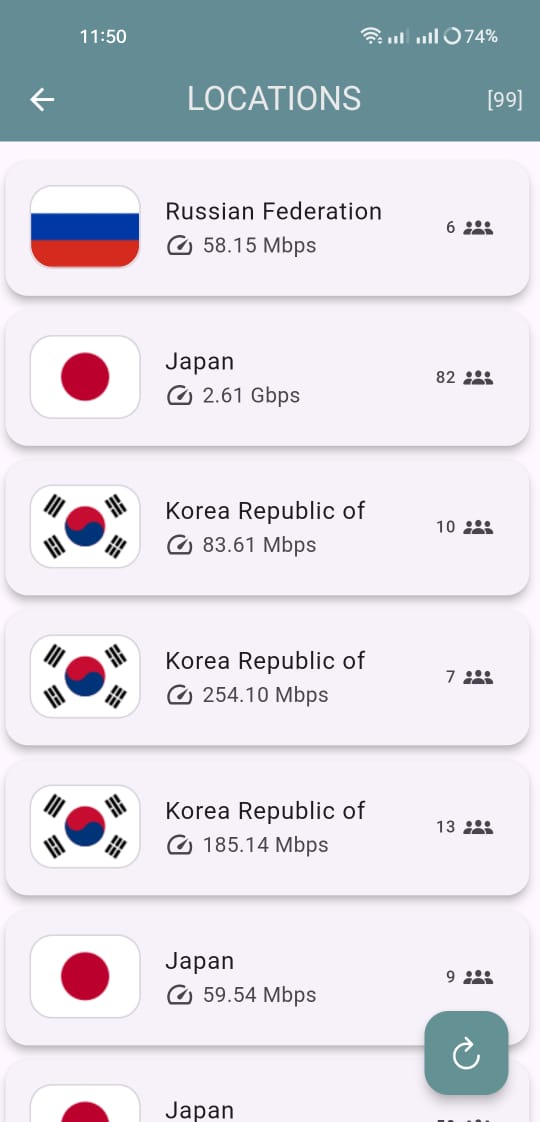 11:50
74%
LOCATIONS
[99]
Russian Federation
58.15 Mbps
6
Japan
2.61 Gbps
82
Korea Republic of
83.61 Mbps
10
Korea Republic of
254.10 Mbps
7
Korea Republic of
185.14 Mbps
13
Japan
59.54 Mbps
9
Japan